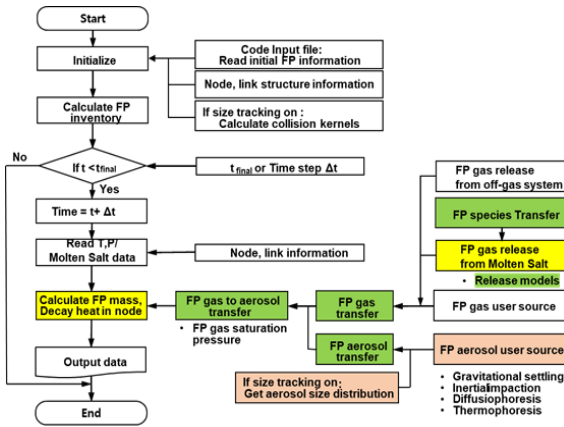 Start
Initialize
Code Input file:
Read initial FP information
Node, link structure information
If size tracking on :
Calculate collision kernels
Calculate FP
inventory
No
If t <tfinal
t final or Time step Δt
Yes
Time = t+ Δt
Read T,P/
Molten Salt data
Node, link information
FP gas release
from off-gas system
FP species Transfer
FP gas release
from Molten Salt
• Release models
FP gas user source
Calculate FP mass,
Decay heat in node
FP gas to aerosol
transfer
• FP gas saturation
pressure
FP gas
transfer
FP aerosol
transfer
FP aerosol user source
• Gravitational settling
• Inertialimpaction
• Diffusiophoresis
• Thermophoresis
If size tracking on:
Get aerosol size distribution
Output data
End